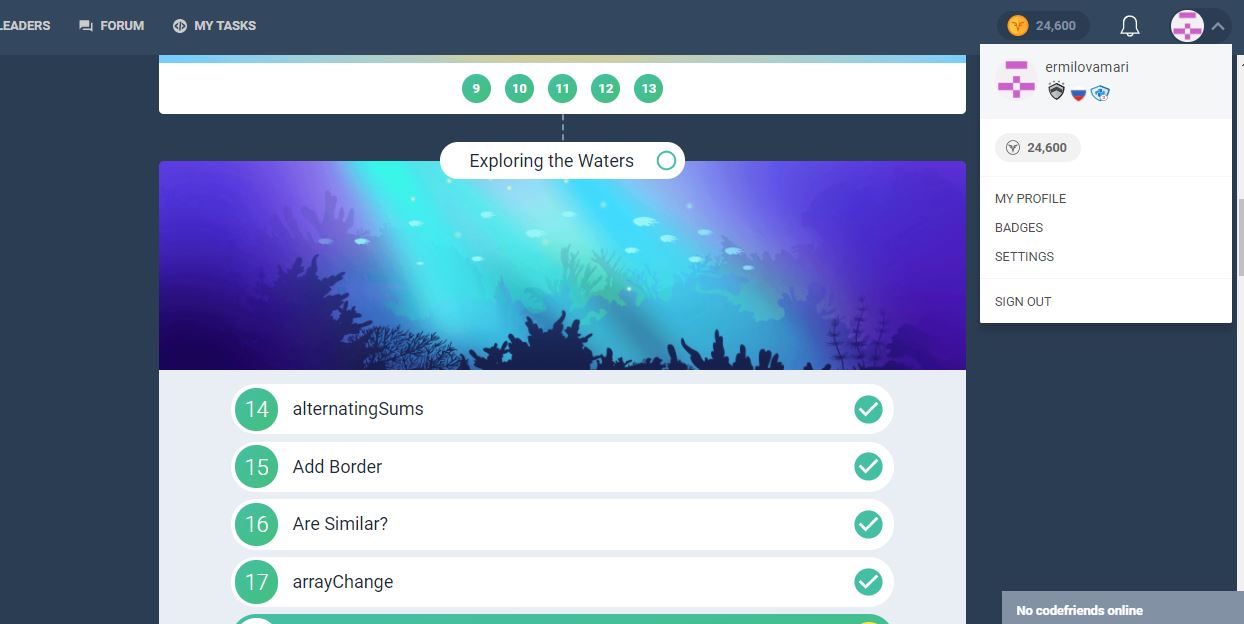 LEADERS FORUM MY TASKS 24,600
ermilovamari
24,600
MY PROFILE
BADGES
SETTINGS
SIGN OUT
9 10 11 12 13
Exploring the Waters
14 alternatingSums
15 Add Border
16 Are Similar?
17 arrayChange
No codefriends online